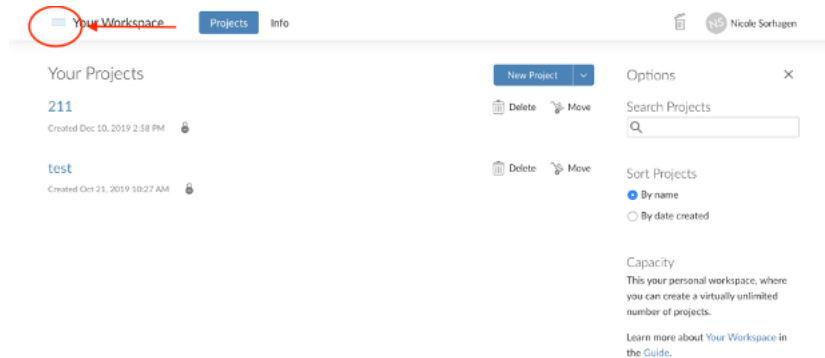 Your Workspace Projects Info NS Nicole Sorhagen
Your Projects New Project Options
211 Delete Move Search Projects
Created Dec 10, 2019 2:58 PM
test Delete Move Sort Projects
Created Oct 21, 2019 10:27 AM By name
By date created
Capacity
This your personal workspace, where
you can create a virtually unlimited
number of projects.
Learn more about Your Workspace in
the Guide.